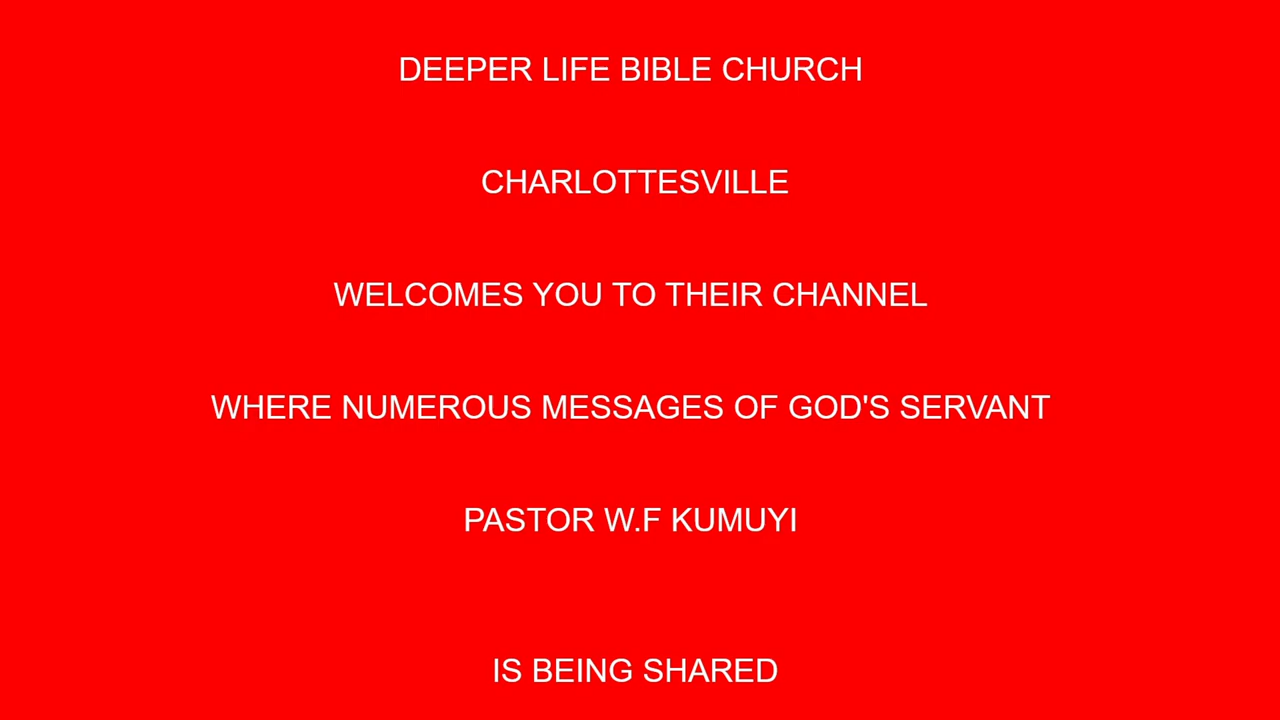 DEEPER LIFE BIBLE CHURCH
CHARLOTTESVILLE
WELCOMES YOU TO THEIR CHANNEL
WHERE NUMEROUS MESSAGES OF GOD'S SERVANT
PASTOR W.F KUMUYI
IS BEING SHARED